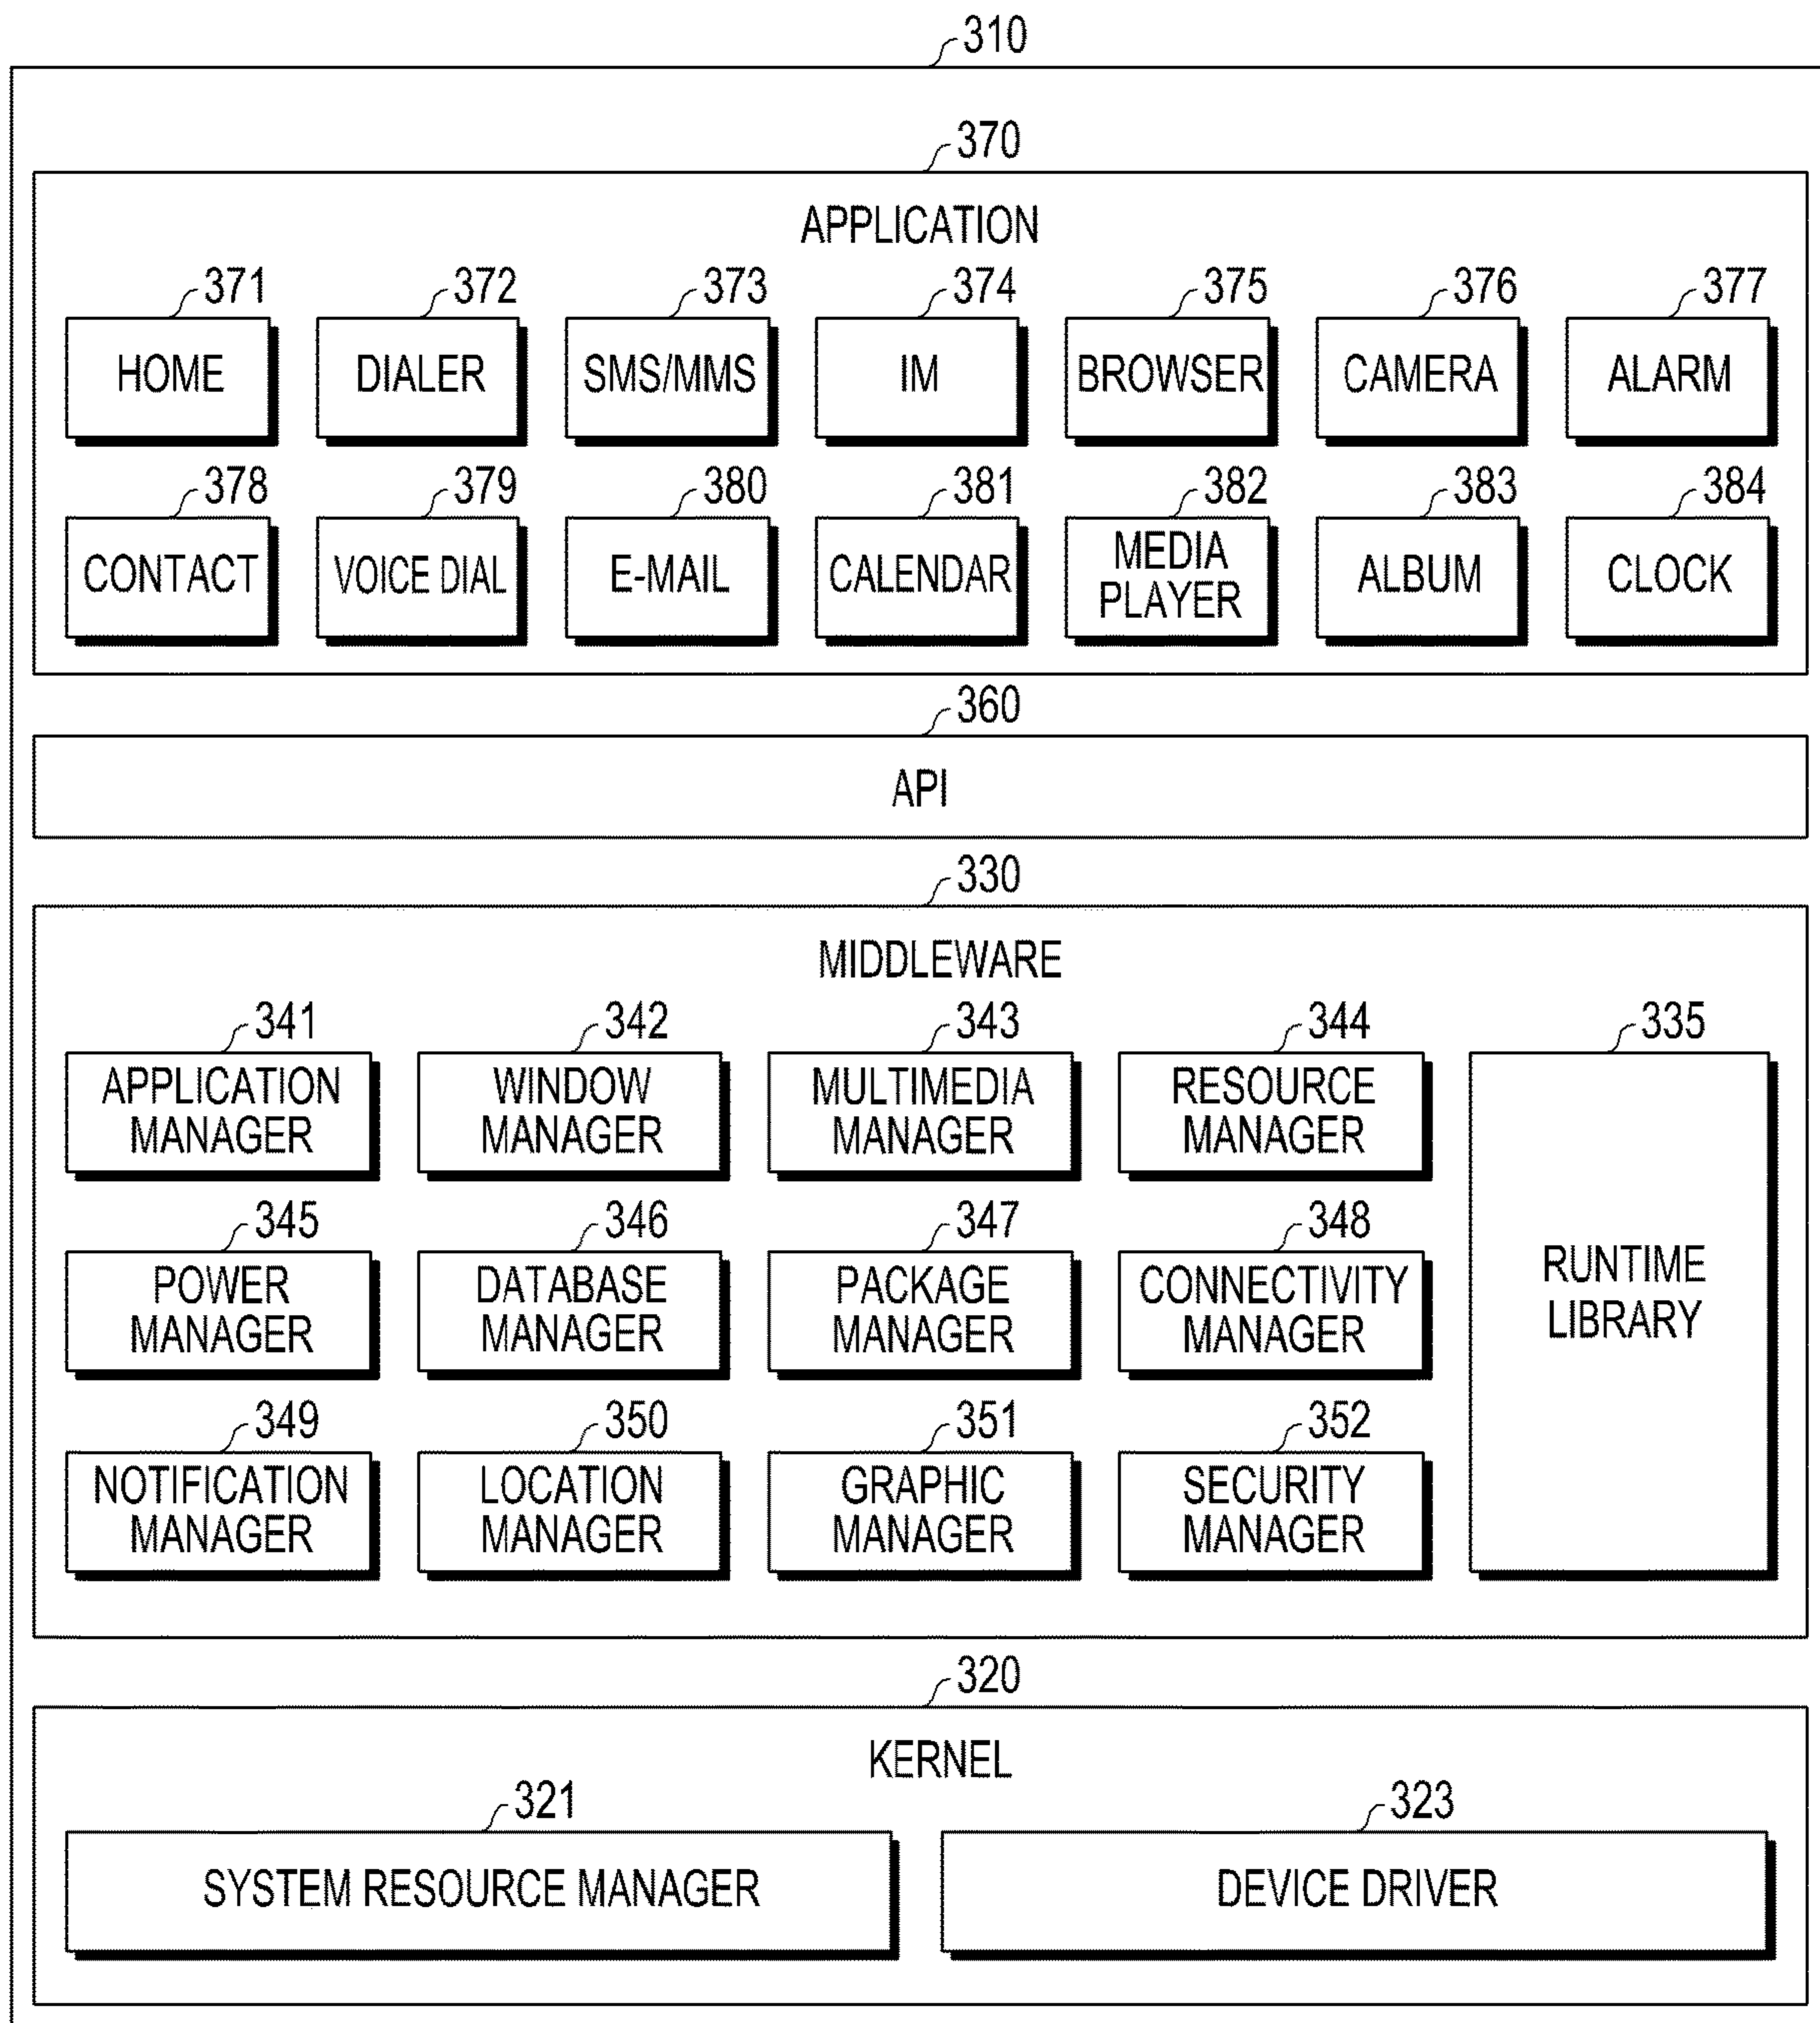 310
370
APPLICATION
371 372 373 374 375 376 377
HOME DIALER SMS/MMS IM BROWSER CAMERA ALARM
378 379 380 381 382 383 384
CONTACT VOICE DIAL E-MAIL CALENDAR MEDIA PLAYER ALBUM CLOCK
360
API
330
MIDDLEWARE
341 342 343 344 335
APPLICATION MANAGER WINDOW MANAGER MULTIMEDIA MANAGER RESOURCE MANAGER
345 346 347 348
POWER MANAGER DATABASE MANAGER PACKAGE MANAGER CONNECTIVITY MANAGER RUNTIME LIBRARY
349 350 351 352
NOTIFICATION MANAGER LOCATION MANAGER GRAPHIC MANAGER SECURITY MANAGER
320
KERNEL
321 323
SYSTEM RESOURCE MANAGER DEVICE DRIVER